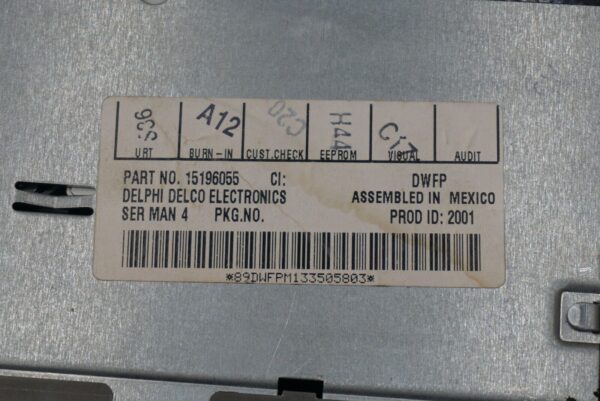 A12 C20 H44 C17
URT BURN-IN CUST.CHECK EEPROM VISUAL AUDIT
PART NO. 15196055 CI: DWFP
DELPHI DELCO ELECTRONICS ASSEMBLED IN MEXICO
SER MAN 4 PKG.NO. PROD ID: 2001
*89DWFPM133505803*